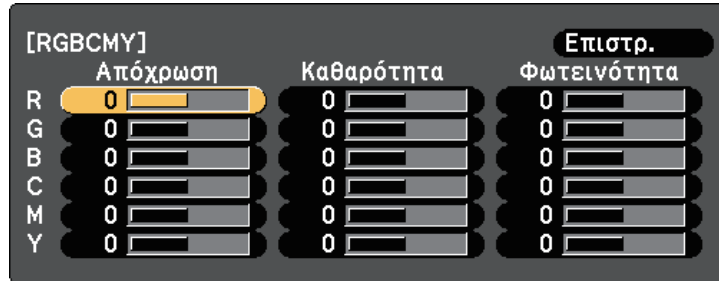 [RGBCMY] Επιστρ.
Απόχρωση Καθαρότητα Φωτεινότητα
R 0 0 0
G 0 0 0
B 0 0 0
C 0 0 0
M 0 0 0
Y 0 0 0